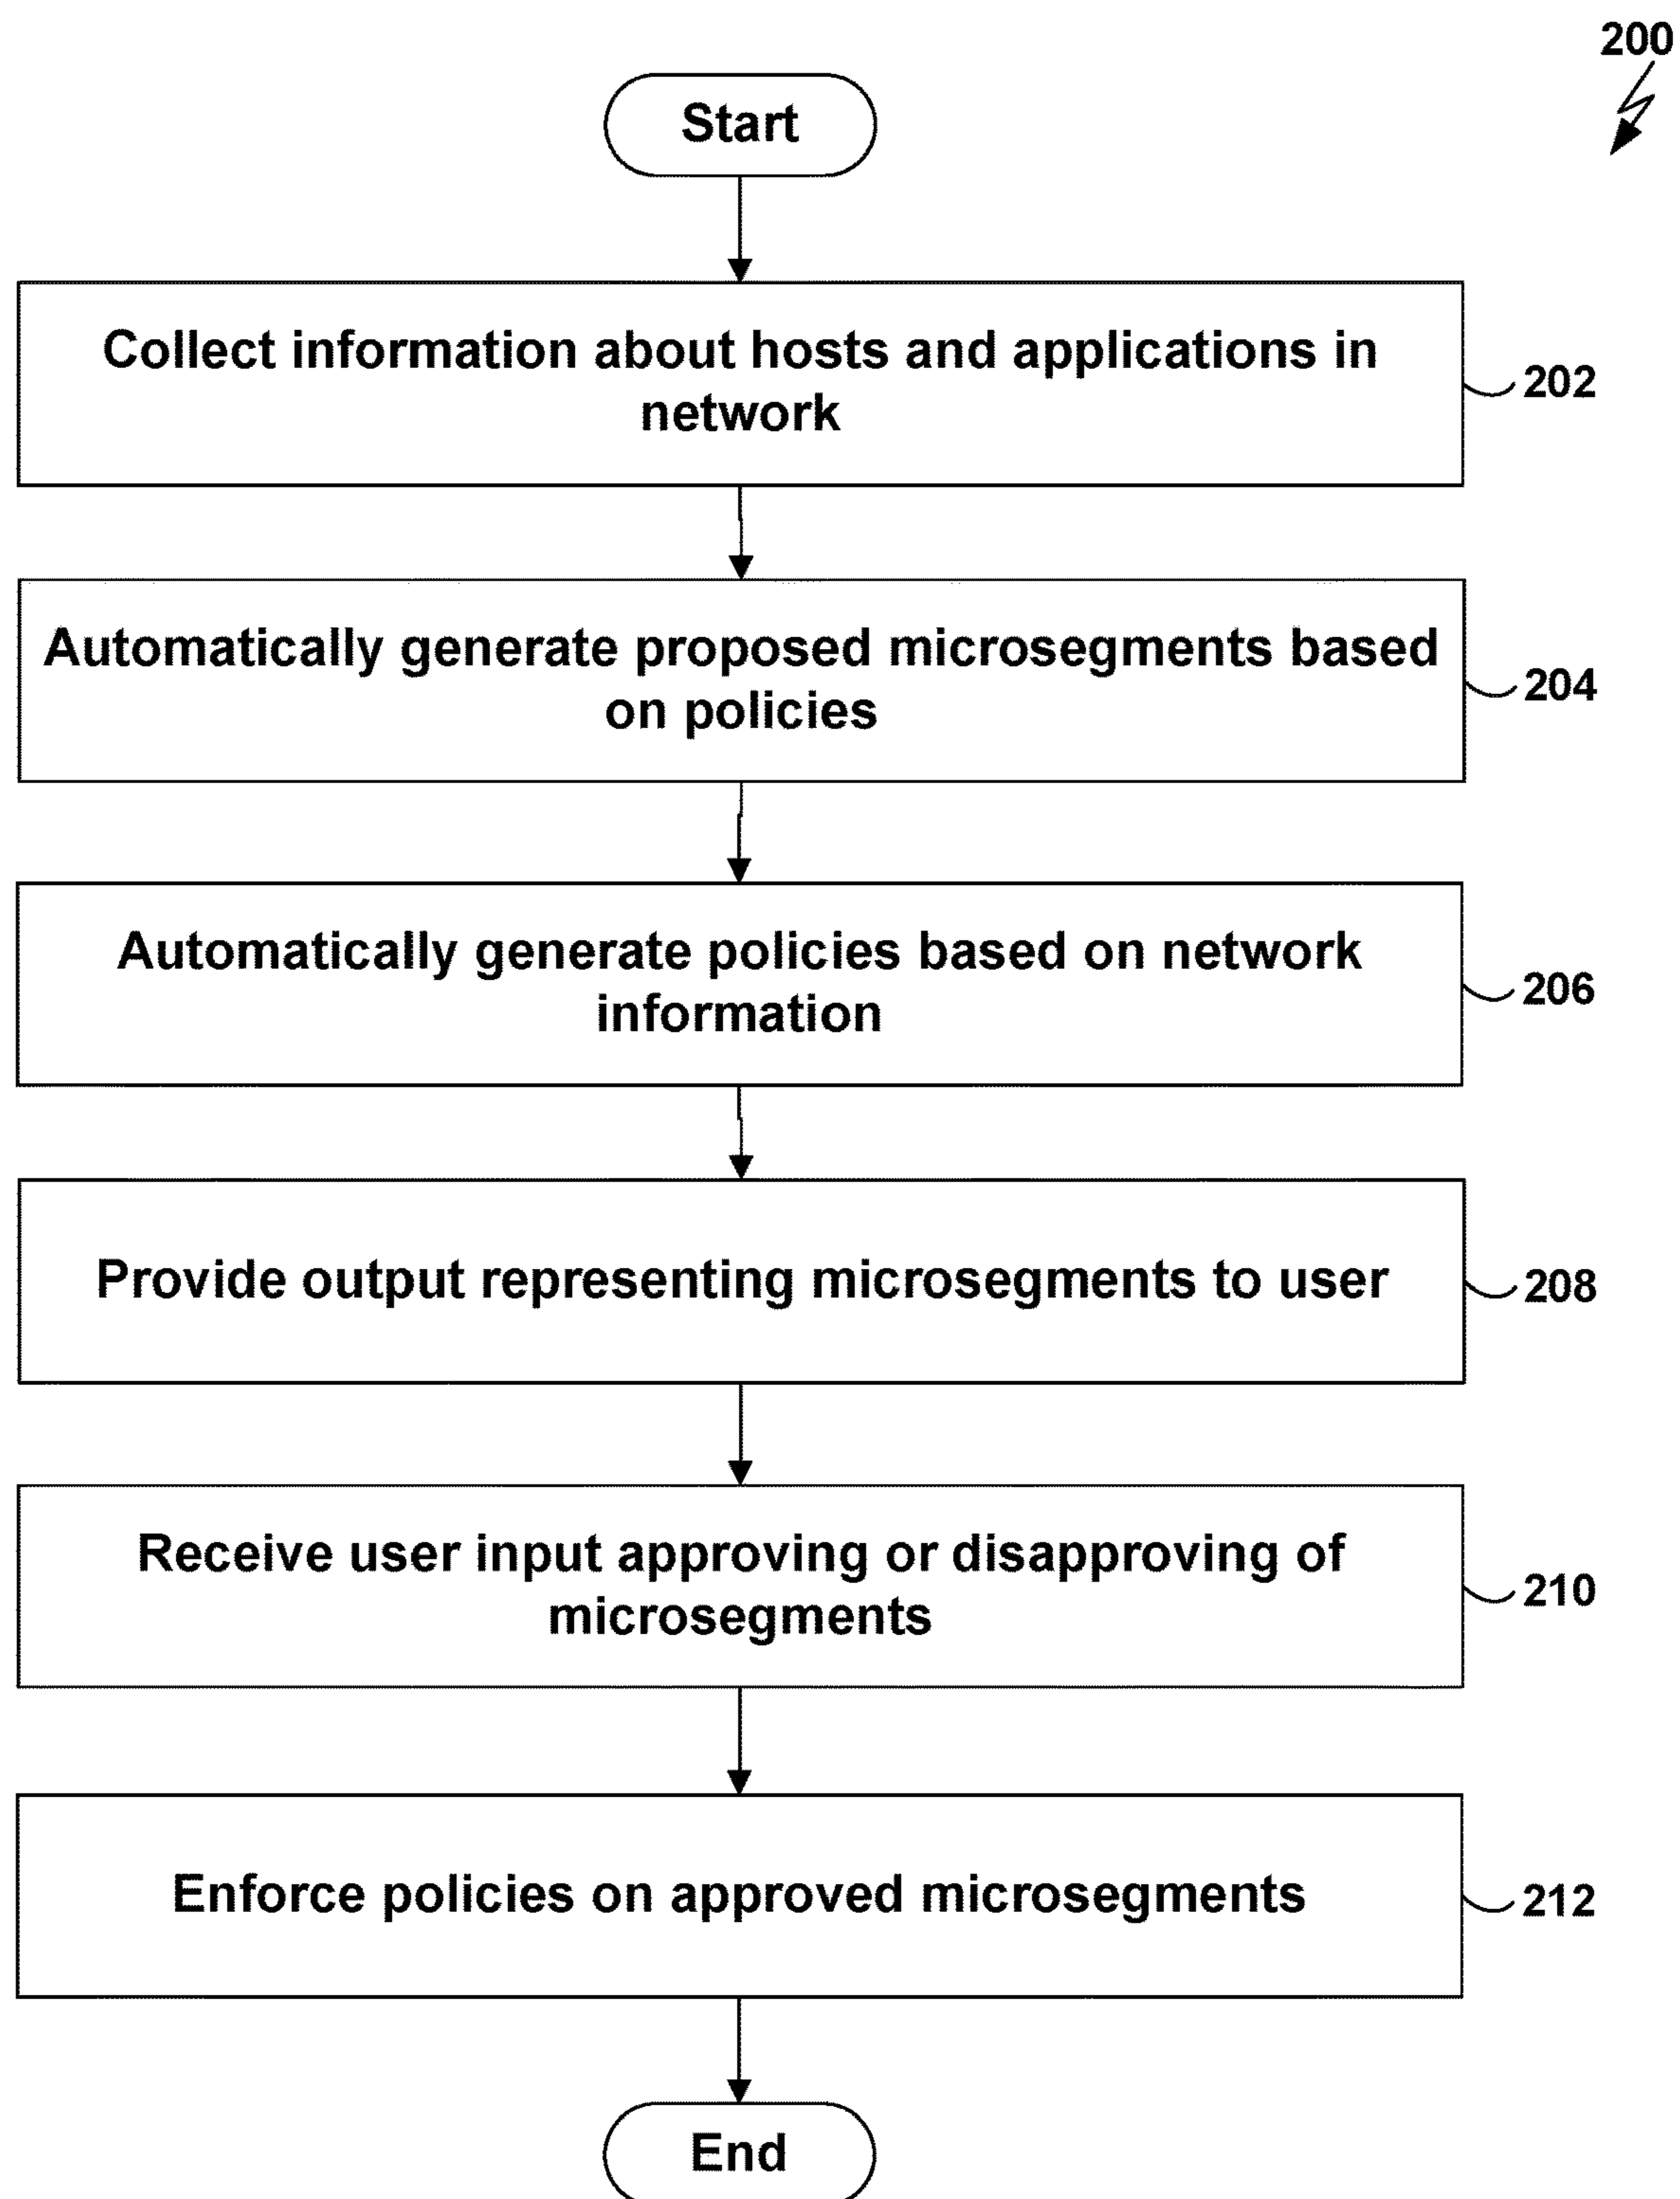 200
Start
Collect information about hosts and applications in
network
202
Automatically generate proposed microsegments based
on policies
204
Automatically generate policies based on network
information
206
Provide output representing microsegments to user
208
Receive user input approving or disapproving of
microsegments
210
Enforce policies on approved microsegments
212
End